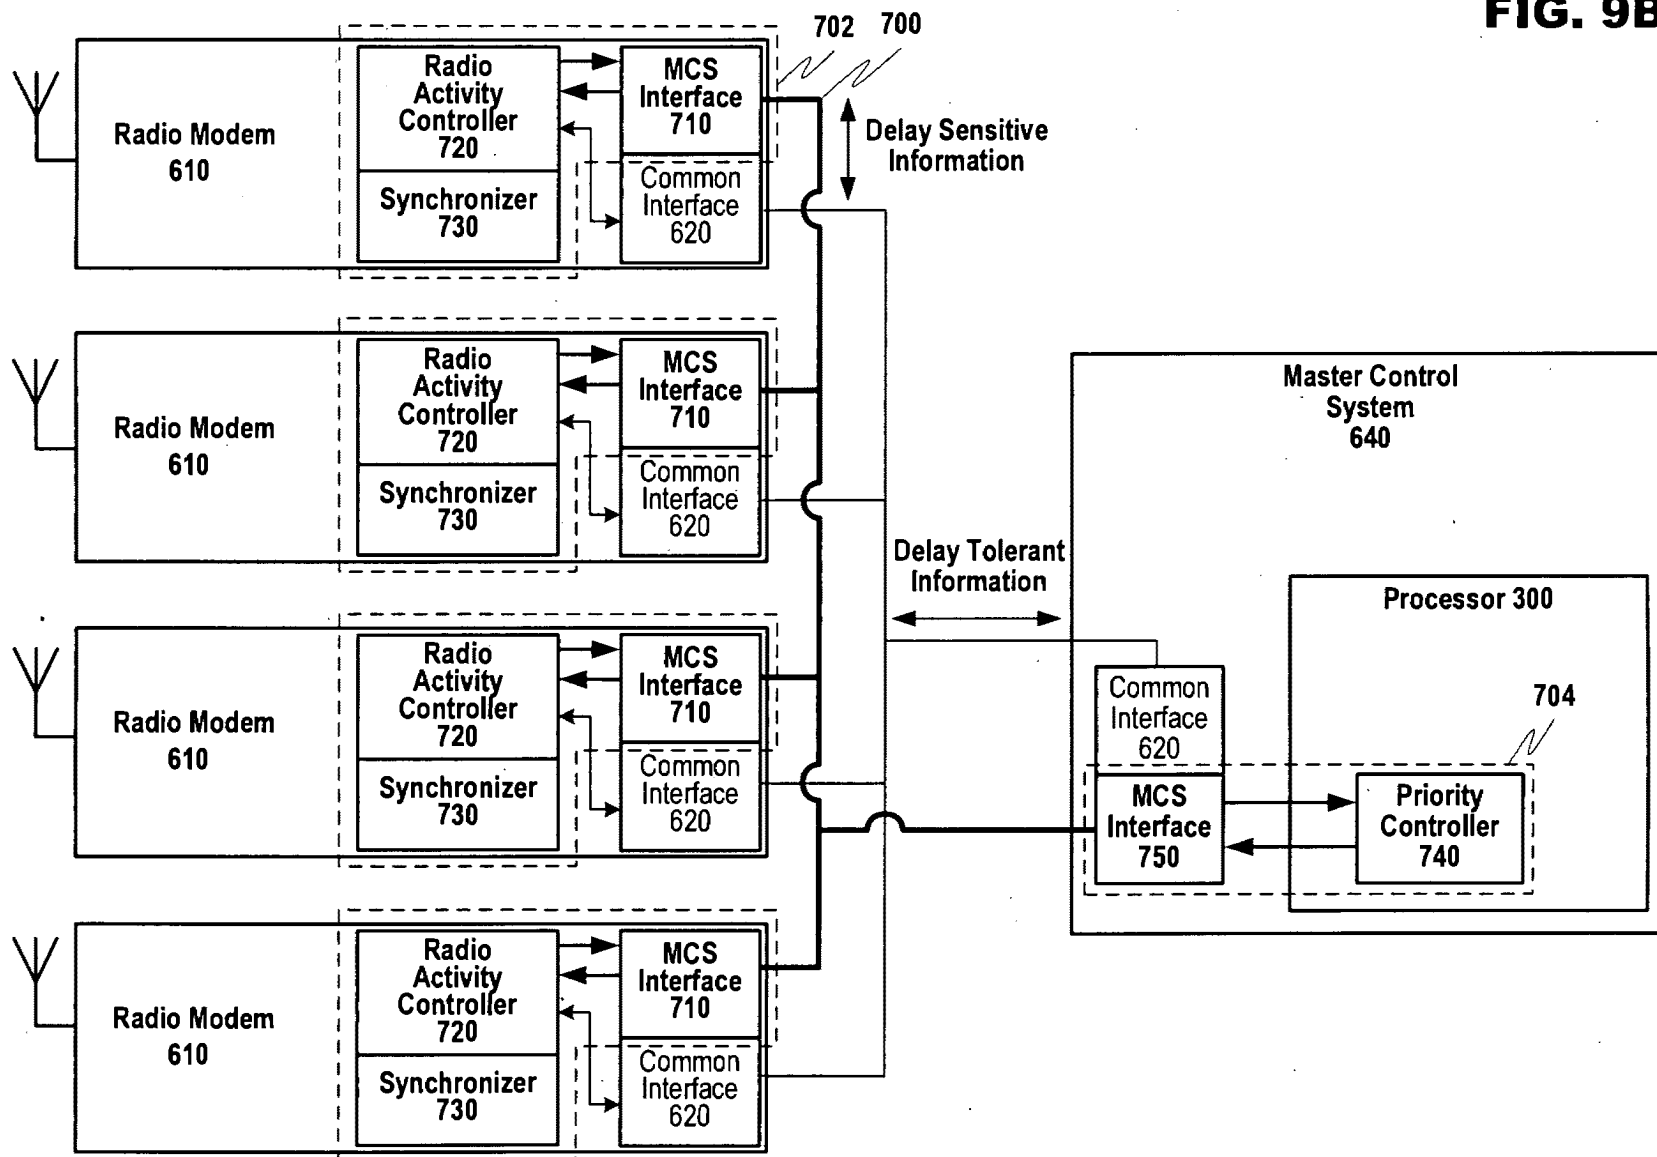 FIG. 9B
702 700
Radio Modem
610
Radio
Activity
Controller
720
Synchronizer
730
MCS
Interface
710
Common
Interface
620
Delay Sensitive
Information
Radio Modem
610
Radio
Activity
Controller
720
Synchronizer
730
MCS
Interface
710
Common
Interface
620
Radio Modem
610
Radio
Activity
Controller
720
Synchronizer
730
MCS
Interface
710
Common
Interface
620
Radio Modem
610
Radio
Activity
Controller
720
Synchronizer
730
MCS
Interface
710
Common
Interface
620
Delay Tolerant
Information
Master Control
System
640
Processor 300
704
Common
Interface
620
MCS
Interface
750
Priority
Controller
740